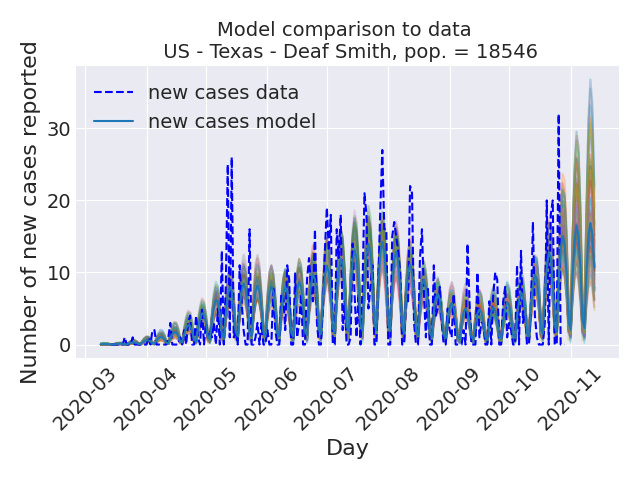 Model comparison to data
US - Texas - Deaf Smith, pop. = 18546
Number of new cases reported
30
20
10
0
new cases data
new cases model
2020-03
2020-04
2020-05
2020-06
2020-07
2020-08
2020-09
2020-10
2020-11
Day